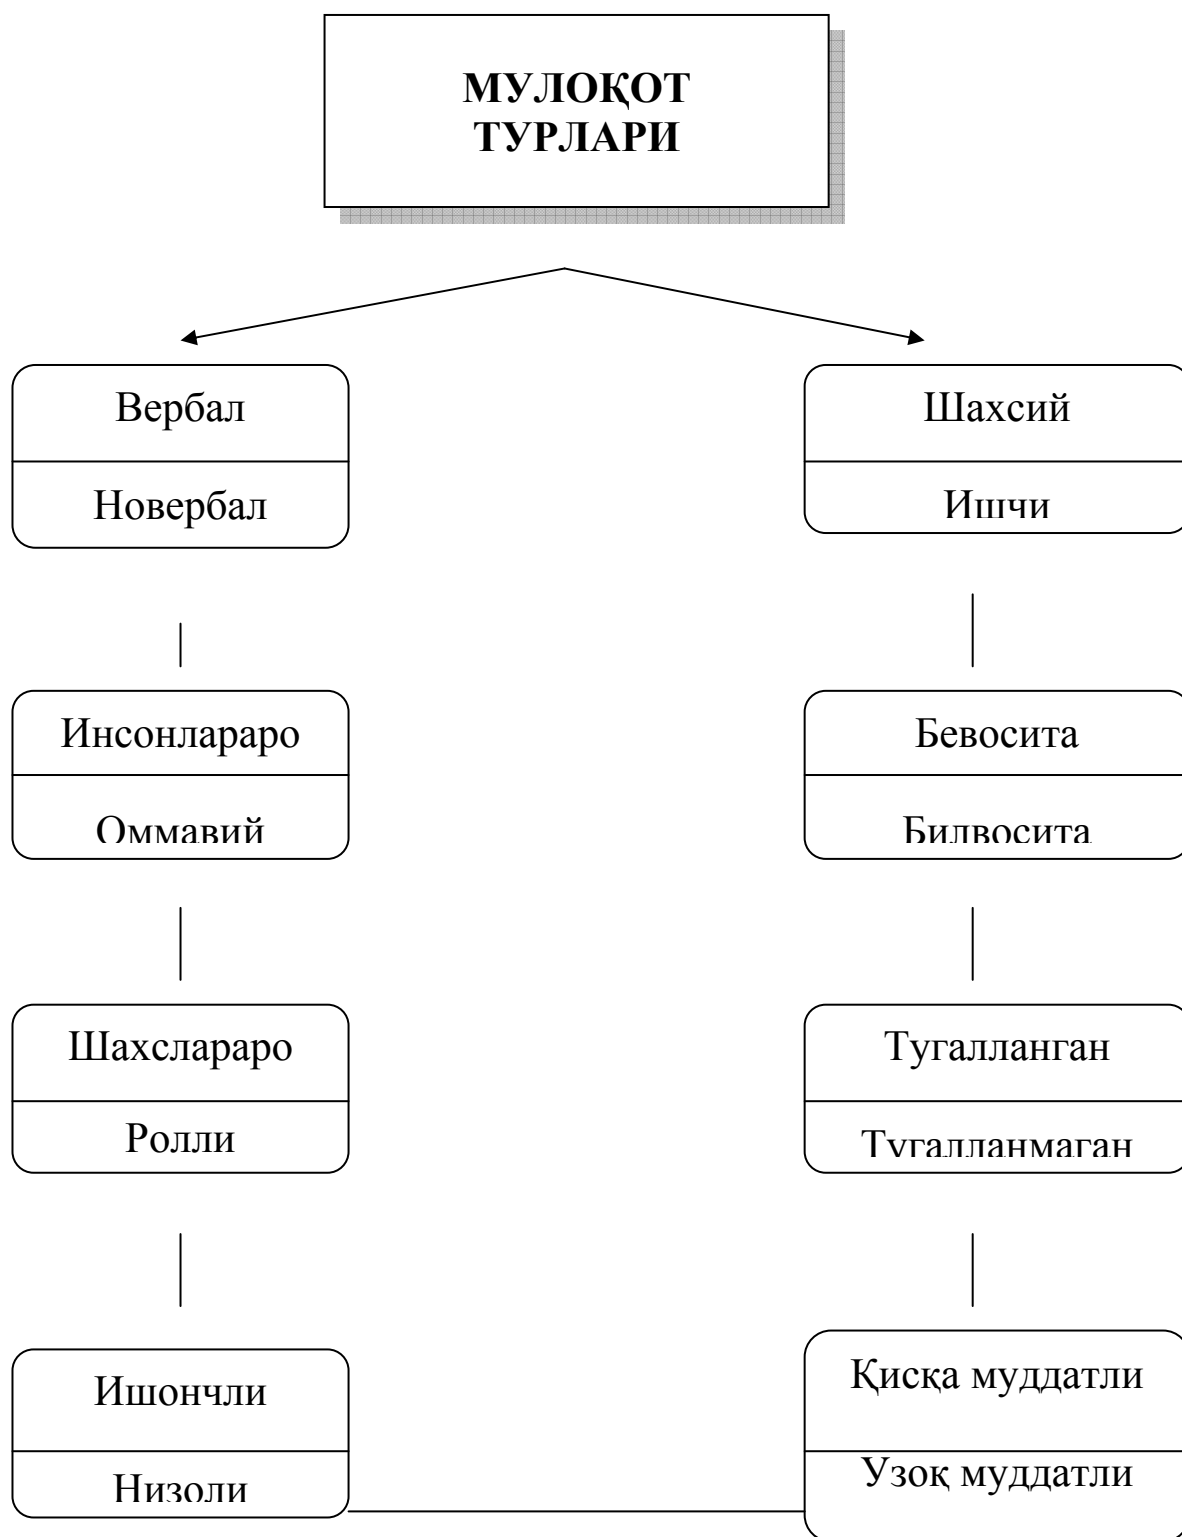 МУЛОҚОТ
ТУРЛАРИ
Вербал
Новербал
Шахсий
Ишчи
Инсонлараро
Оммавий
Бевосита
Билвосита
Шахслараро
Ролли
Тугалланган
Тугалланмаган
Ишончли
Низоли
Қисқа муддатли
Узоқ муддатли